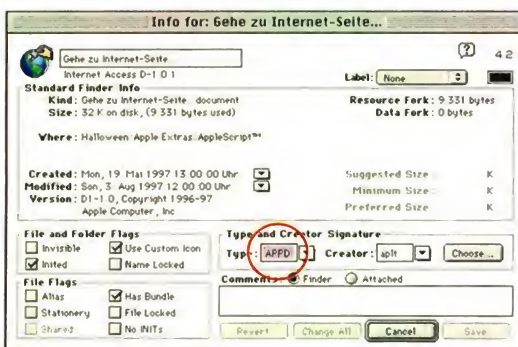 Info for: Gehe zu Internet-Seite...
Gehe zu Internet-Seite
Internet Access D-1.0.1
? 4.2
Label: None
Standard Finder Info
Kind: Gehe zu Internet-Seite document
Size: 32 K on disk, (9 331 bytes used)
Resource Fork: 9 331 bytes
Data Fork: 0 bytes
Where: Halloween: Apple Extras: AppleScript™
Created: Mon, 19. Mai 1997 13:00:00 Uhr
Modified: Son, 3. Aug 1997 12:00:00 Uhr
Version: D1-1.0, Copyright 1996-97
Apple Computer, Inc
Suggested Size: K
Minimum Size: K
Preferred Size: K
File and Folder Flags
Invisible
Use Custom Icon
Inited
Name Locked
Type and Creator Signature
Type: APPD Creator: aplt Choose...
File Flags
Alias
Has Bundle
Stationery
File Locked
Shared
No INITs
Comments: Finder Attached
Revert Change All Cancel Save